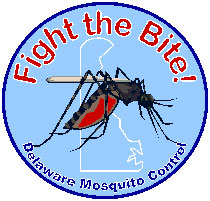 Fight the Bite!
Delaware Mosquito Control